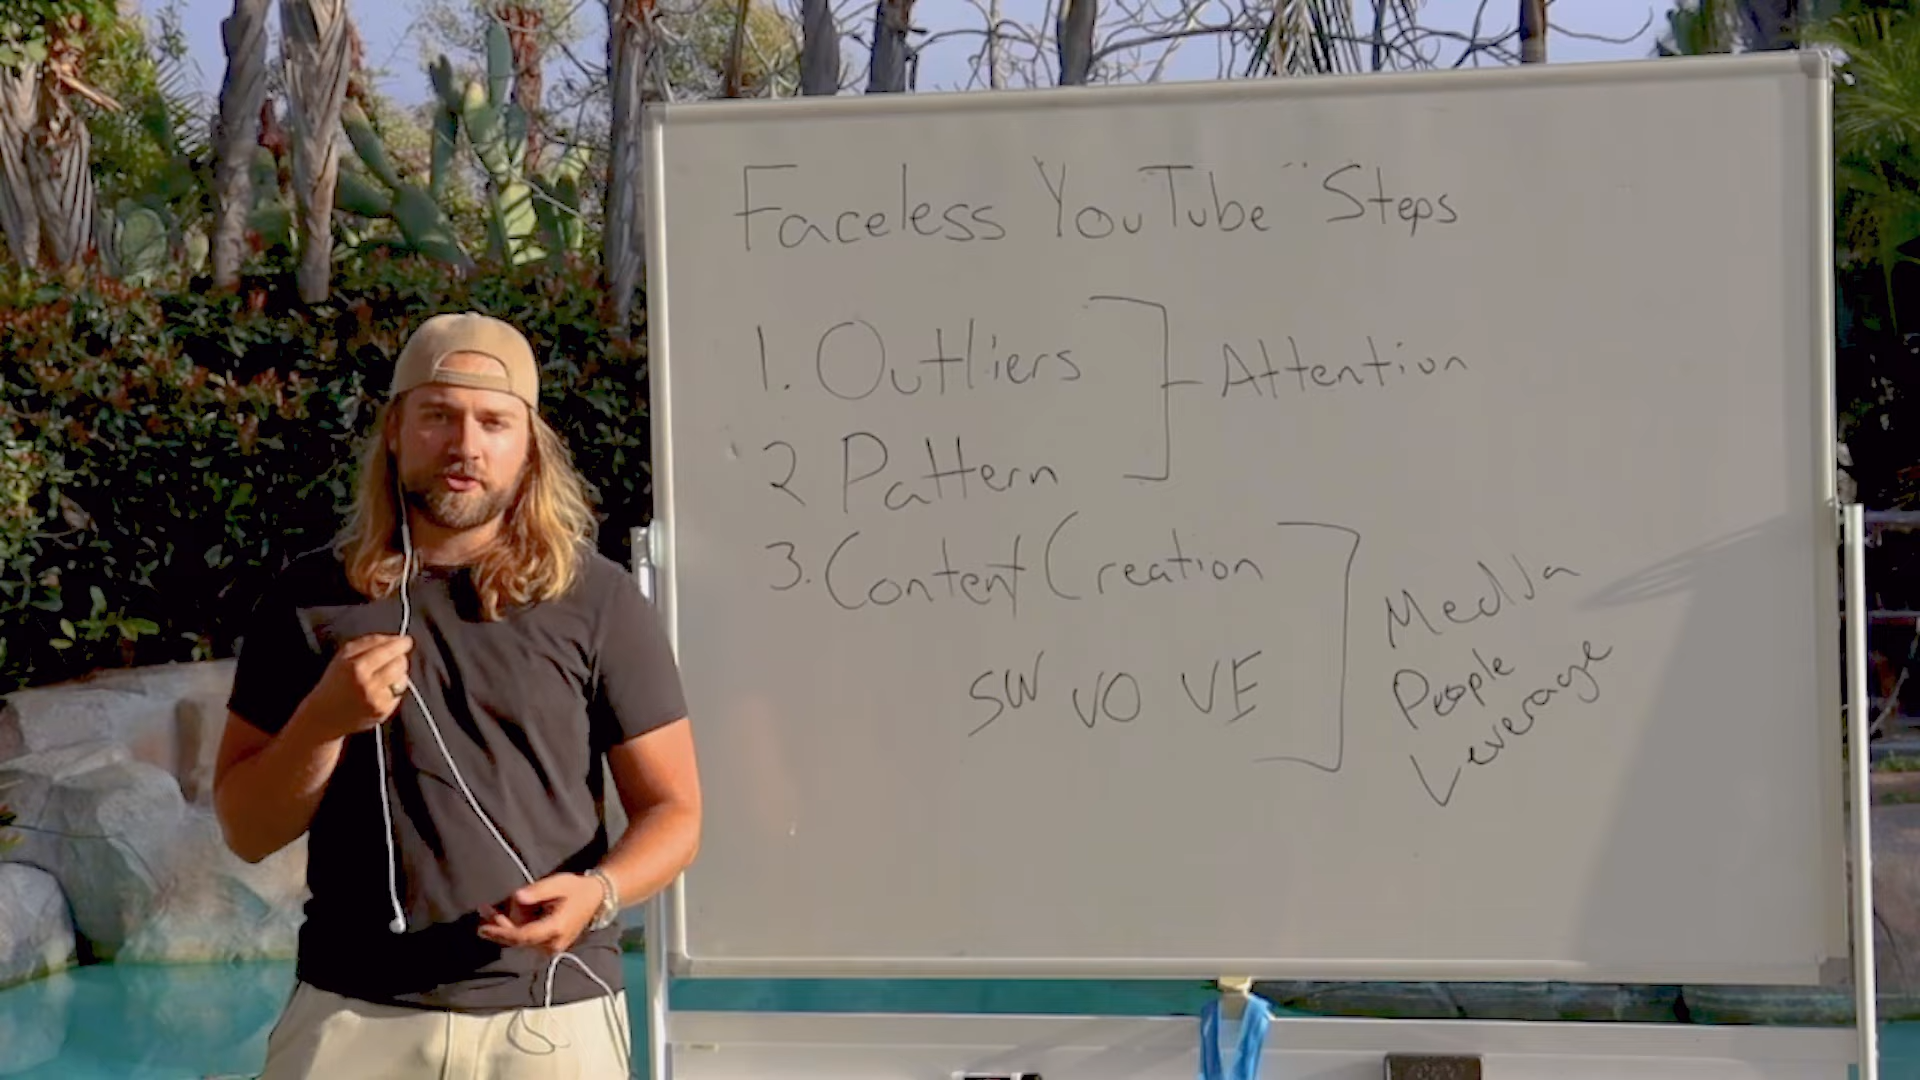 Faceless YouTube Steps
1. Outliers
Attention
2 Pattern
3. Content Creation
SW VO VE
Media
People
Leverage